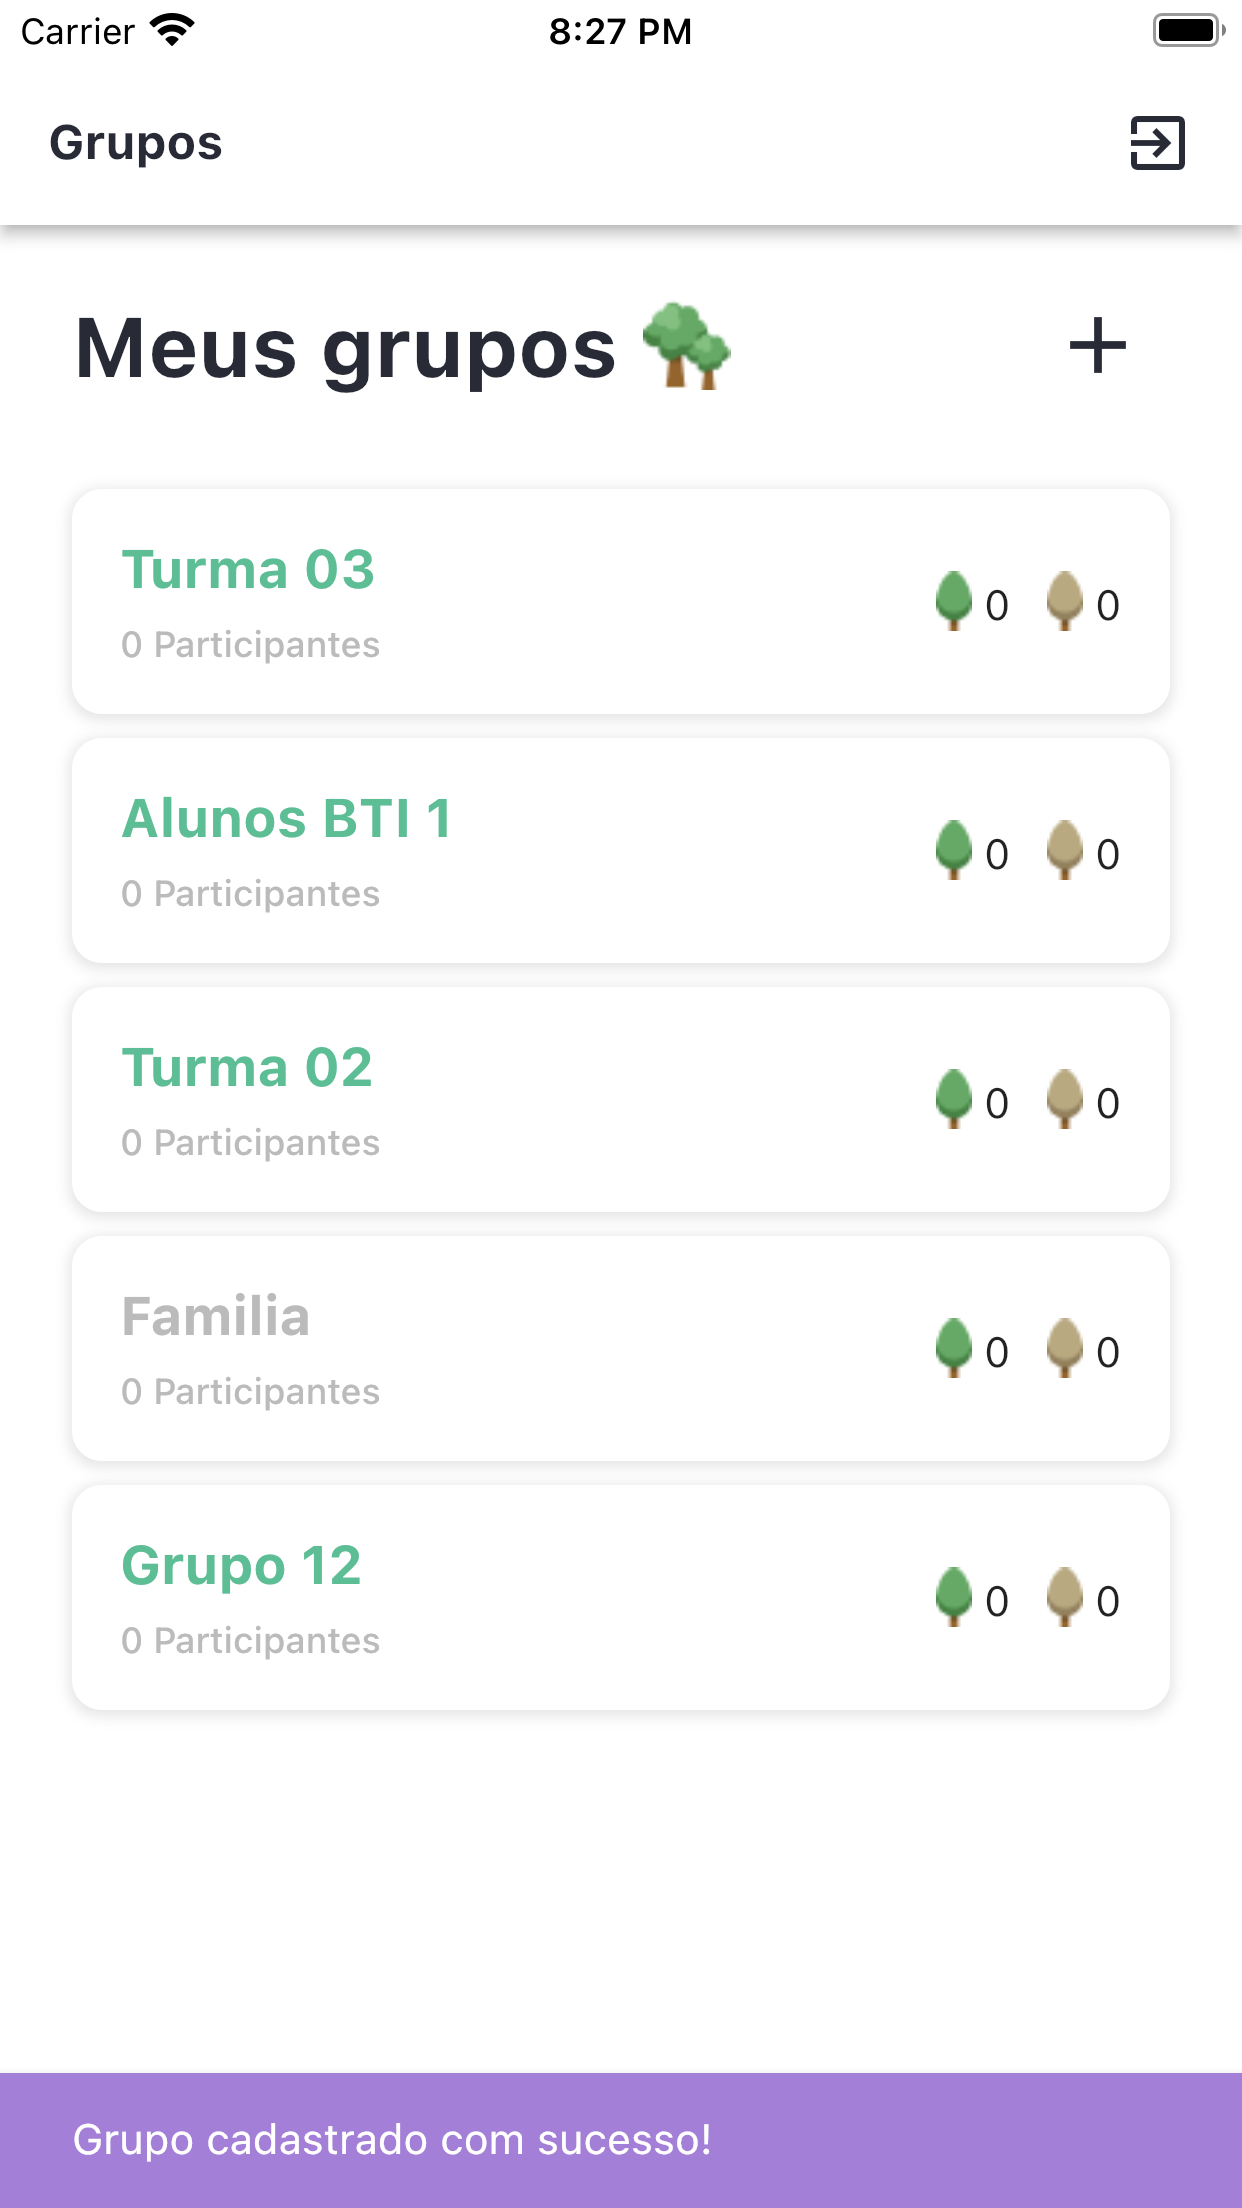 Carrier 8:27 PM
Grupos
Meus grupos
Turma 03
0 Participantes
0 0
Alunos BTI 1
0 Participantes
0 0
Turma 02
0 Participantes
0 0
Familia
0 Participantes
0 0
Grupo 12
0 Participantes
0 0
Grupo cadastrado com sucesso!